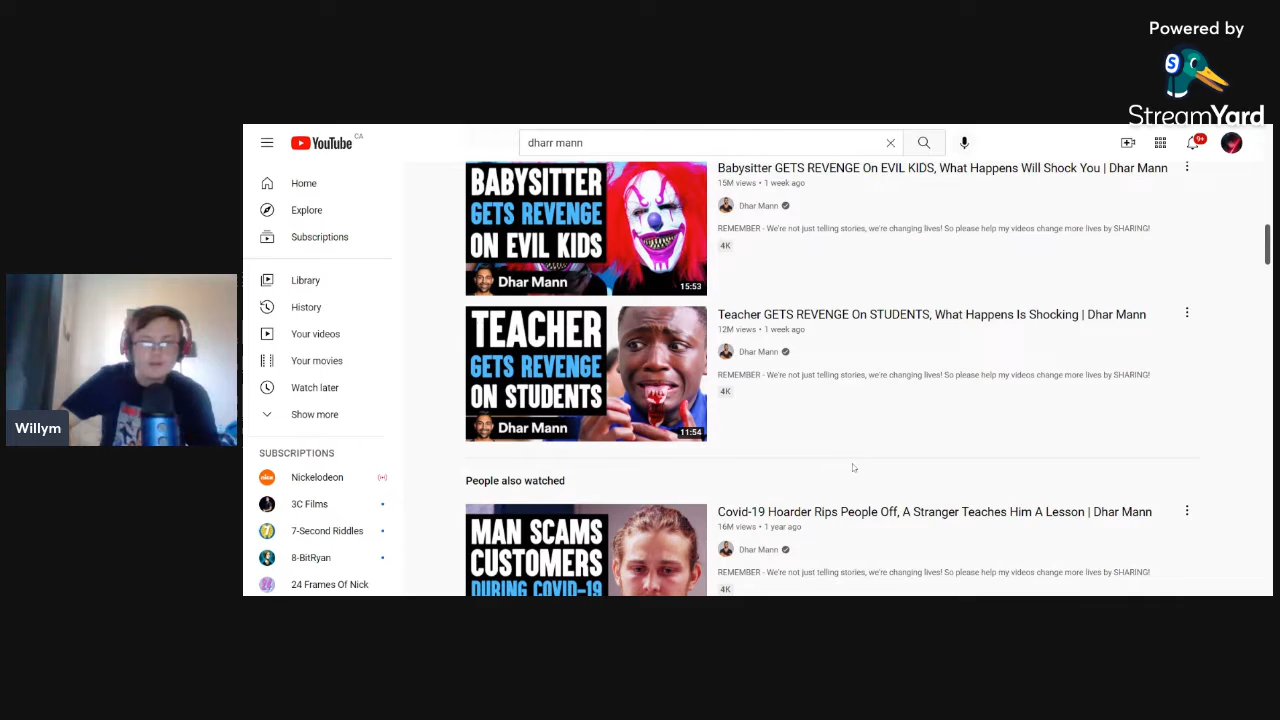 Powered by
StreamYard
YouTube CA
dharr mann
9+
Home
Explore
Subscriptions
Library
History
Your videos
Your movies
Watch later
Show more
SUBSCRIPTIONS
Nickelodeon
3C Films
7-Second Riddles
8-BitRyan
24 Frames Of Nick
BABYSITTER
GETS REVENGE
ON EVIL KIDS
Dhar Mann
15:53
Babysitter GETS REVENGE On EVIL KIDS, What Happens Will Shock You | Dhar Mann
15M views • 1 week ago
Dhar Mann
REMEMBER - We're not just telling stories, we're changing lives! So please help my videos change more lives by SHARING!
4K
TEACHER
GETS REVENGE
ON STUDENTS
Dhar Mann
11:54
Teacher GETS REVENGE On STUDENTS, What Happens Is Shocking | Dhar Mann
12M views • 1 week ago
Dhar Mann
REMEMBER - We're not just telling stories, we're changing lives! So please help my videos change more lives by SHARING!
4K
People also watched
MAN SCAMS
CUSTOMERS
DURING COVID-19
Covid-19 Hoarder Rips People Off, A Stranger Teaches Him A Lesson | Dhar Mann
16M views • 1 year ago
Dhar Mann
REMEMBER - We're not just telling stories, we're changing lives! So please help my videos change more lives by SHARING!
4K
Willym